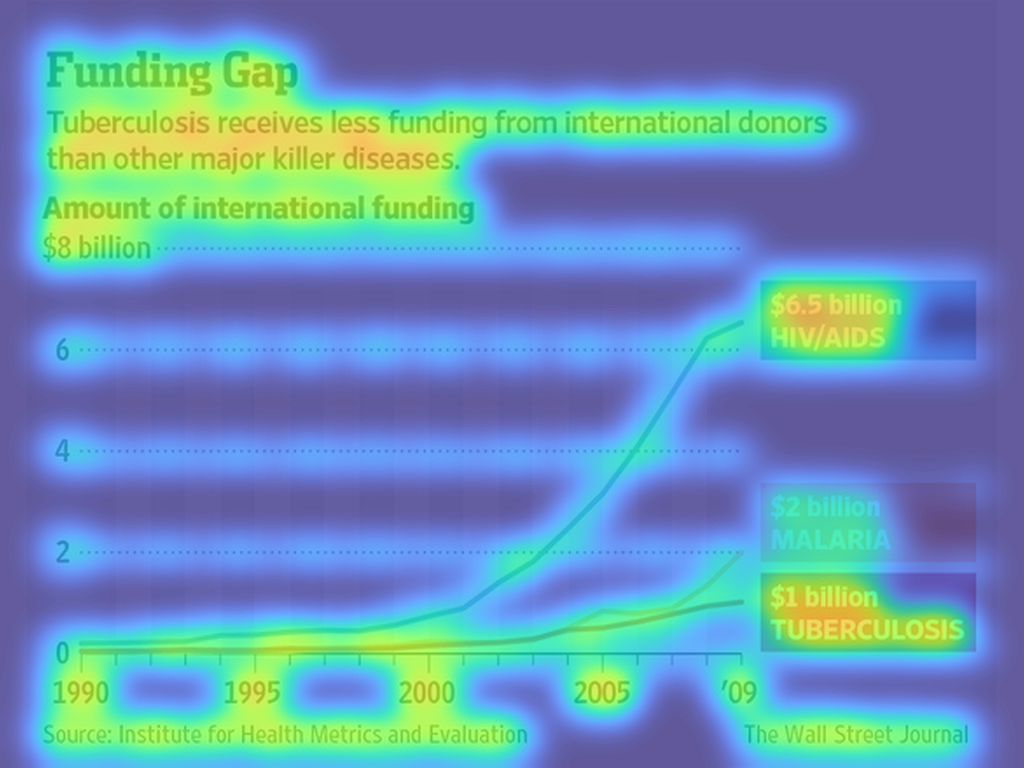 Funding Gap
Tuberculosis receives less funding from international donors
than other major killer diseases.
Amount of international funding
$8 billion
$6.5 billion
HIV/AIDS
6
4
$2 billion
MALARIA
2
$1 billion
TUBERCULOSIS
0
1990 1995 2000 2005 '09
Source: Institute for Health Metrics and Evaluation The Wall Street Journal